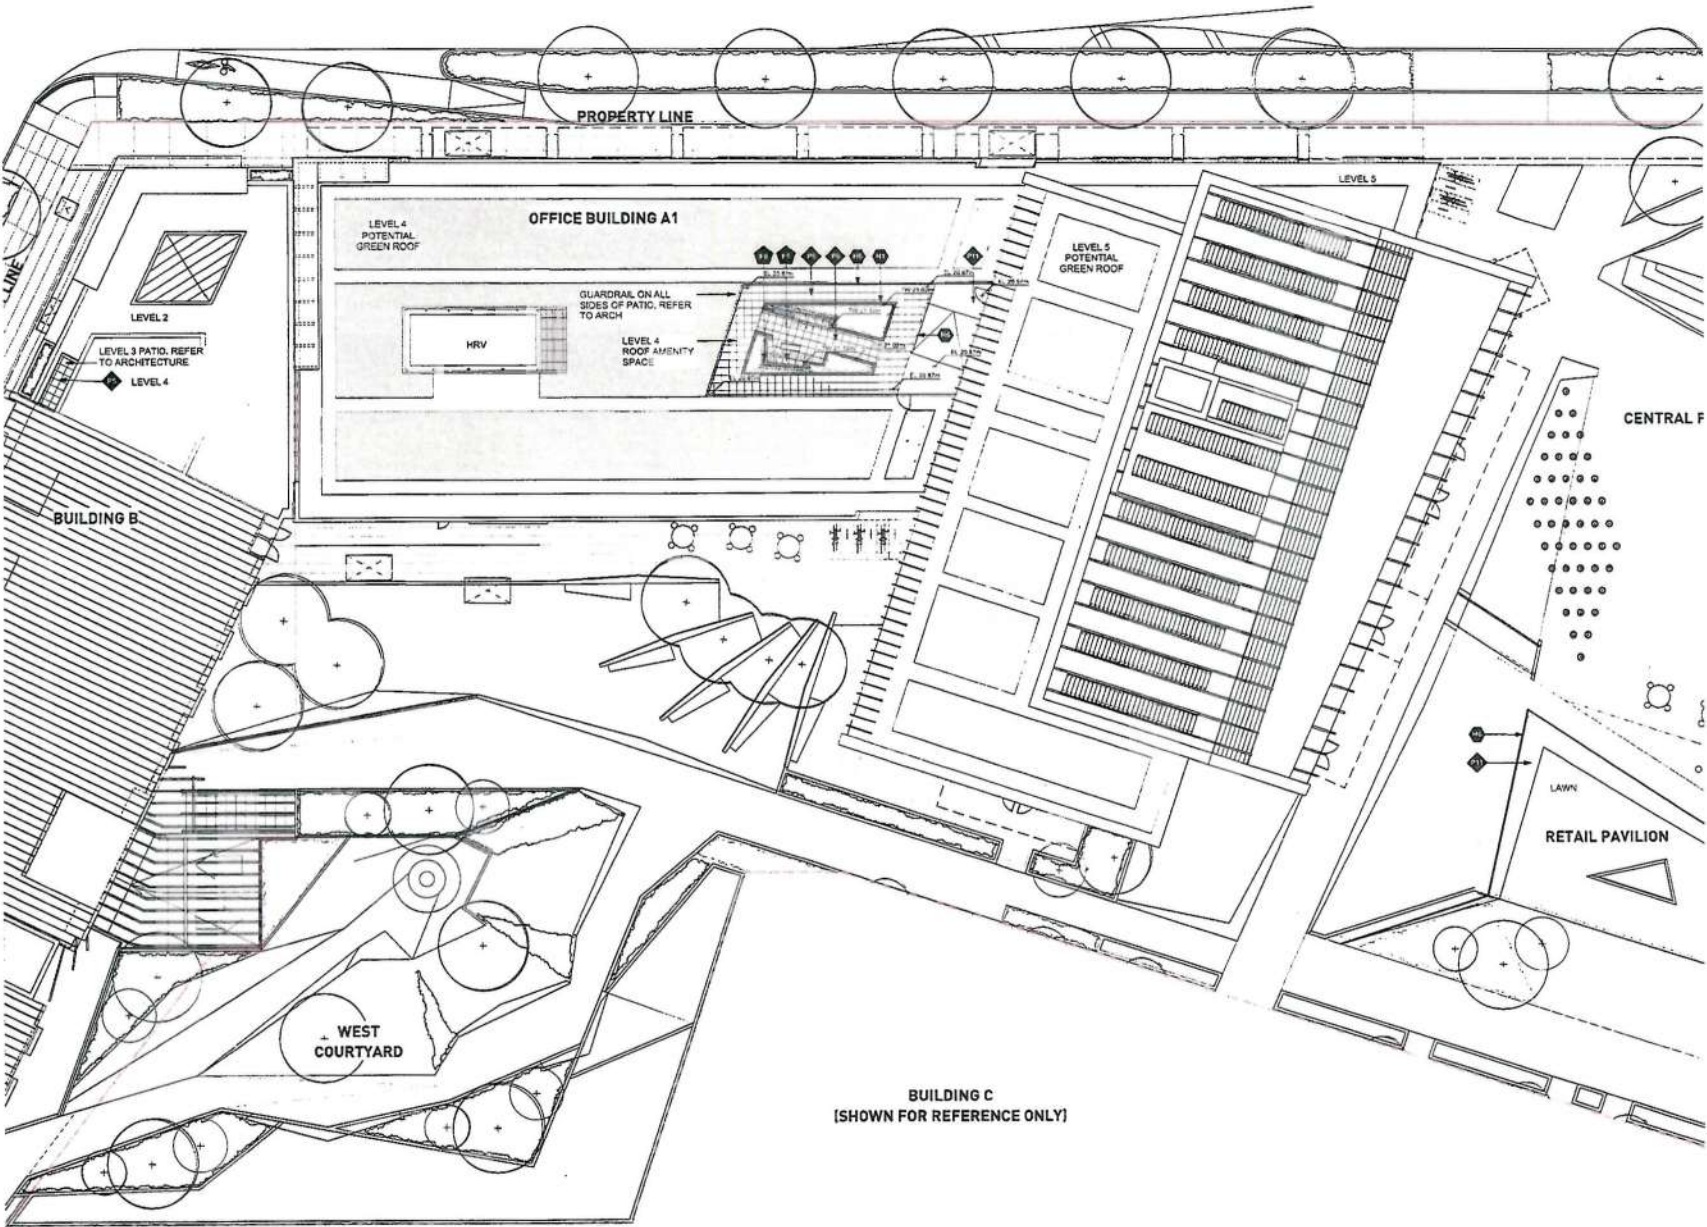 PROPERTY LINE
LEVEL 5
OFFICE BUILDING A1
LEVEL 4
POTENTIAL
GREEN ROOF
LEVEL 5
POTENTIAL
GREEN ROOF
P11
LINE
GUARDRAIL ON ALL
SIDES OF PATIO, REFER
TO ARCH
LEVEL 2
HRV
LEVEL 4
ROOF AMENITY
SPACE
LEVEL 3 PATIO, REFER
TO ARCHITECTURE
LEVEL 4
CENTRAL P
BUILDING B
LAWN
RETAIL PAVILION
WEST
COURTYARD
BUILDING C
(SHOWN FOR REFERENCE ONLY)